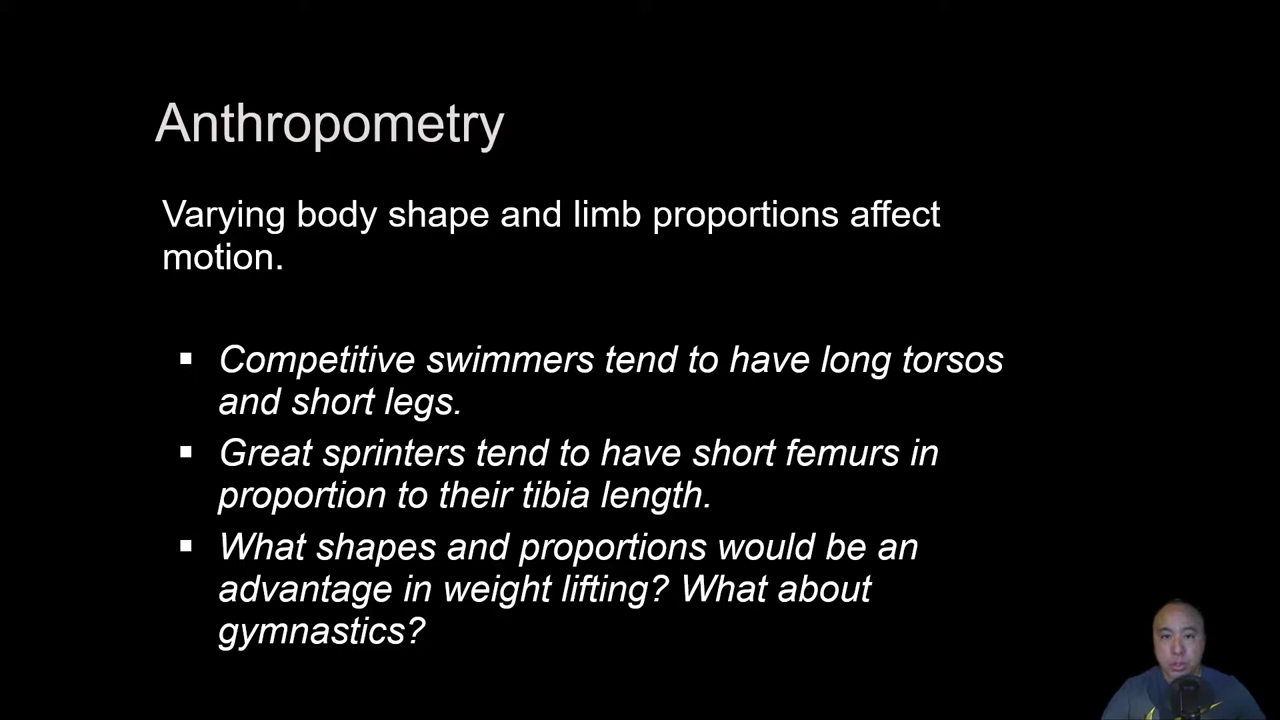 Anthropometry
Varying body shape and limb proportions affect
motion.
▪ Competitive swimmers tend to have long torsos
and short legs.
▪ Great sprinters tend to have short femurs in
proportion to their tibia length.
▪ What shapes and proportions would be an
advantage in weight lifting? What about
gymnastics?